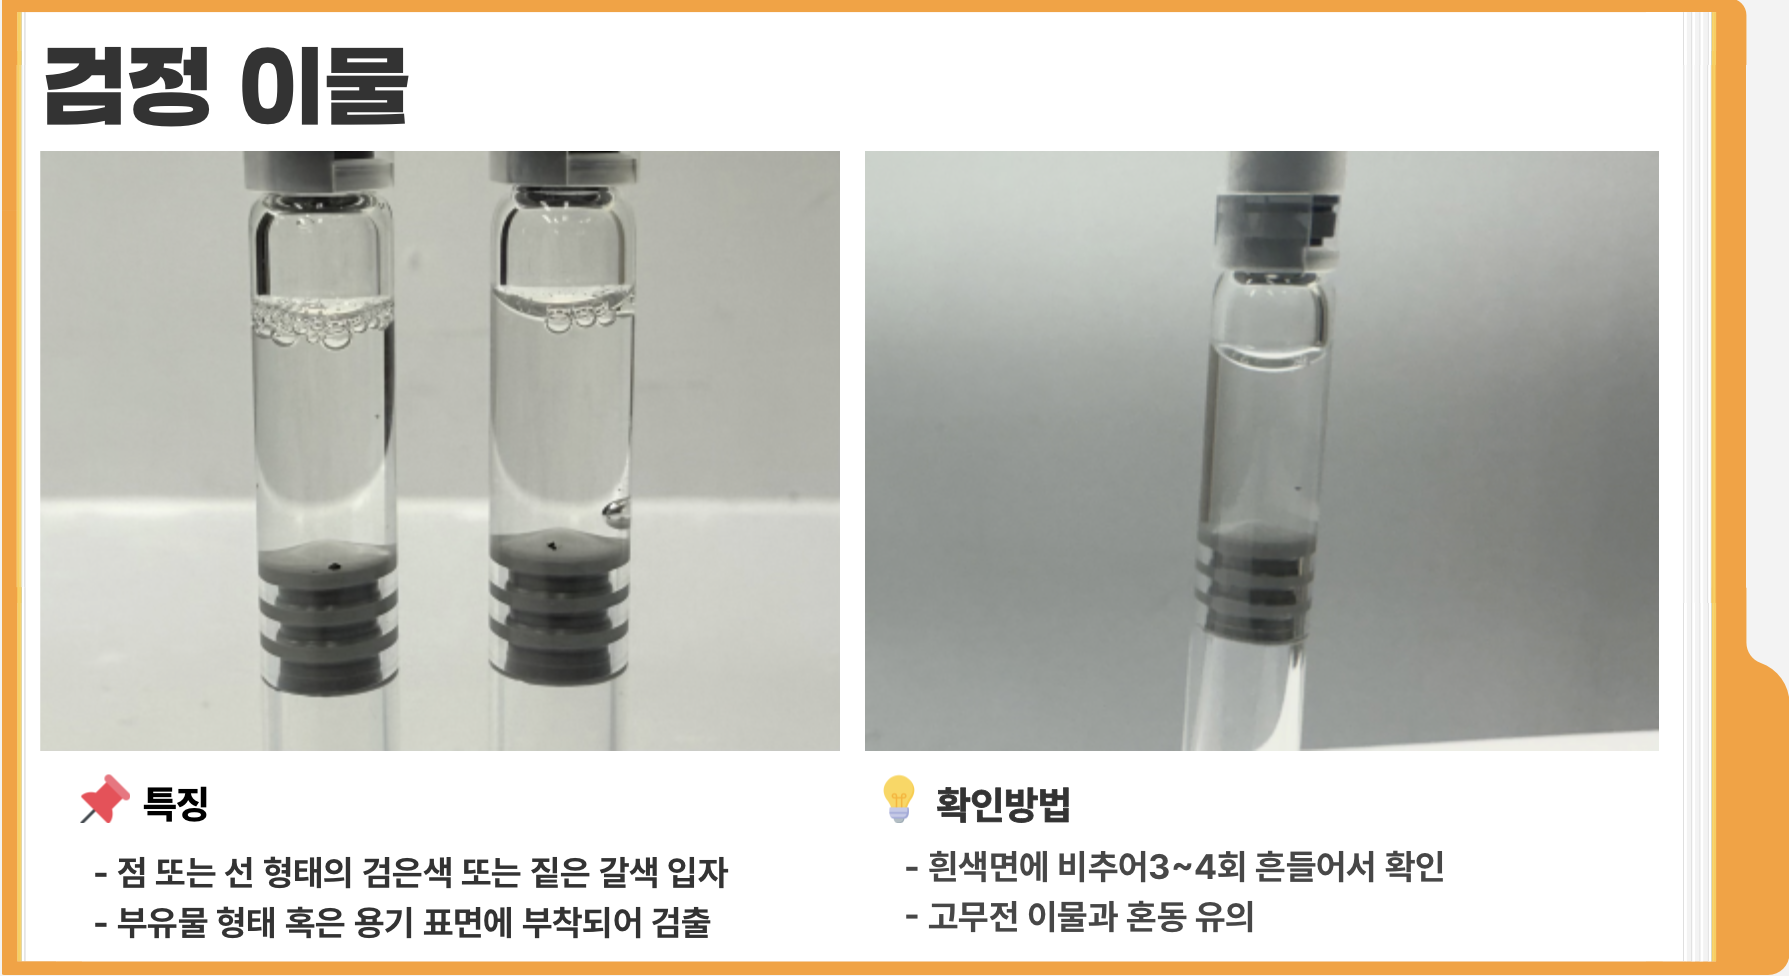 검정 이물
특징
- 점 또는 선 형태의 검은색 또는 짙은 갈색 입자
- 부유물 형태 혹은 용기 표면에 부착되어 검출
확인방법
- 흰색면에 비추어3~4회 흔들어서 확인
- 고무전 이물과 혼동 유의